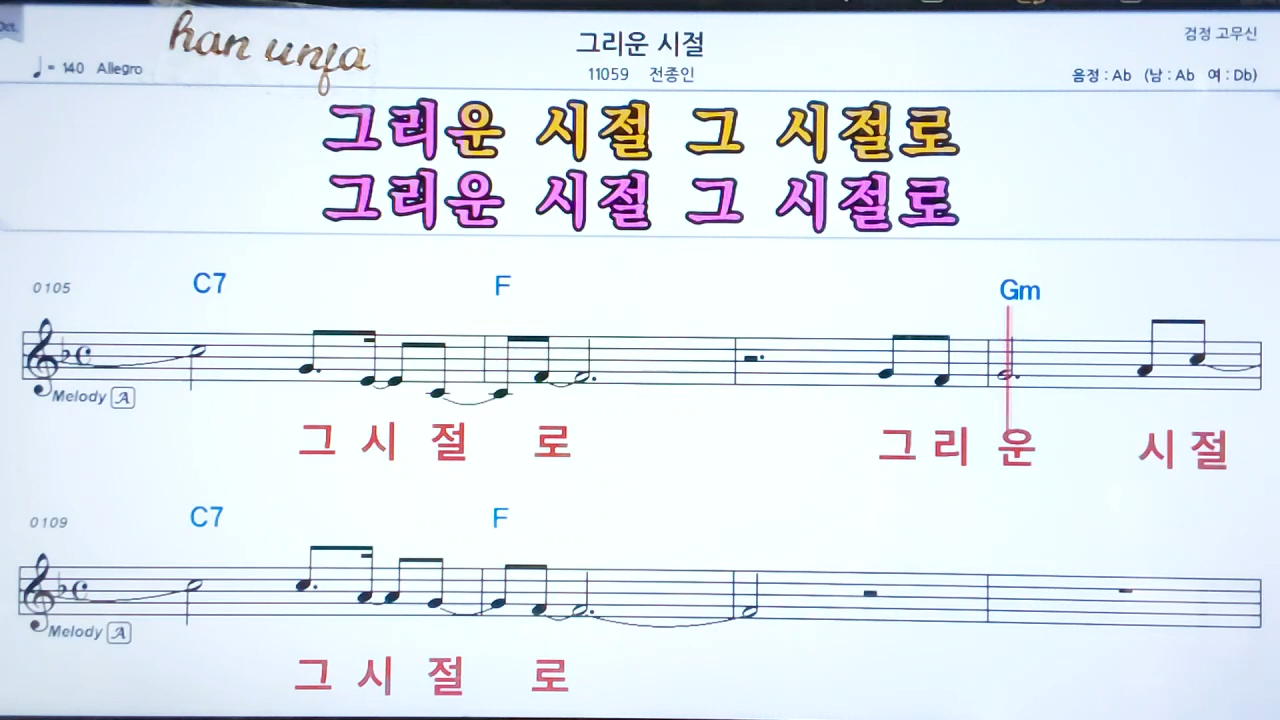 Oct.
han unja
그리운 시절
검정 고무신
♩= 140 Allegro
11059 전종인
음정 : Ab (남 : Ab 여 : Db)
그리운 시절 그 시절로
그리운 시절 그 시절로
0105 C7 F Gm
Melody A
그 시 절 로 그 리 운 시 절
0109 C7 F
Melody A
그 시 절 로